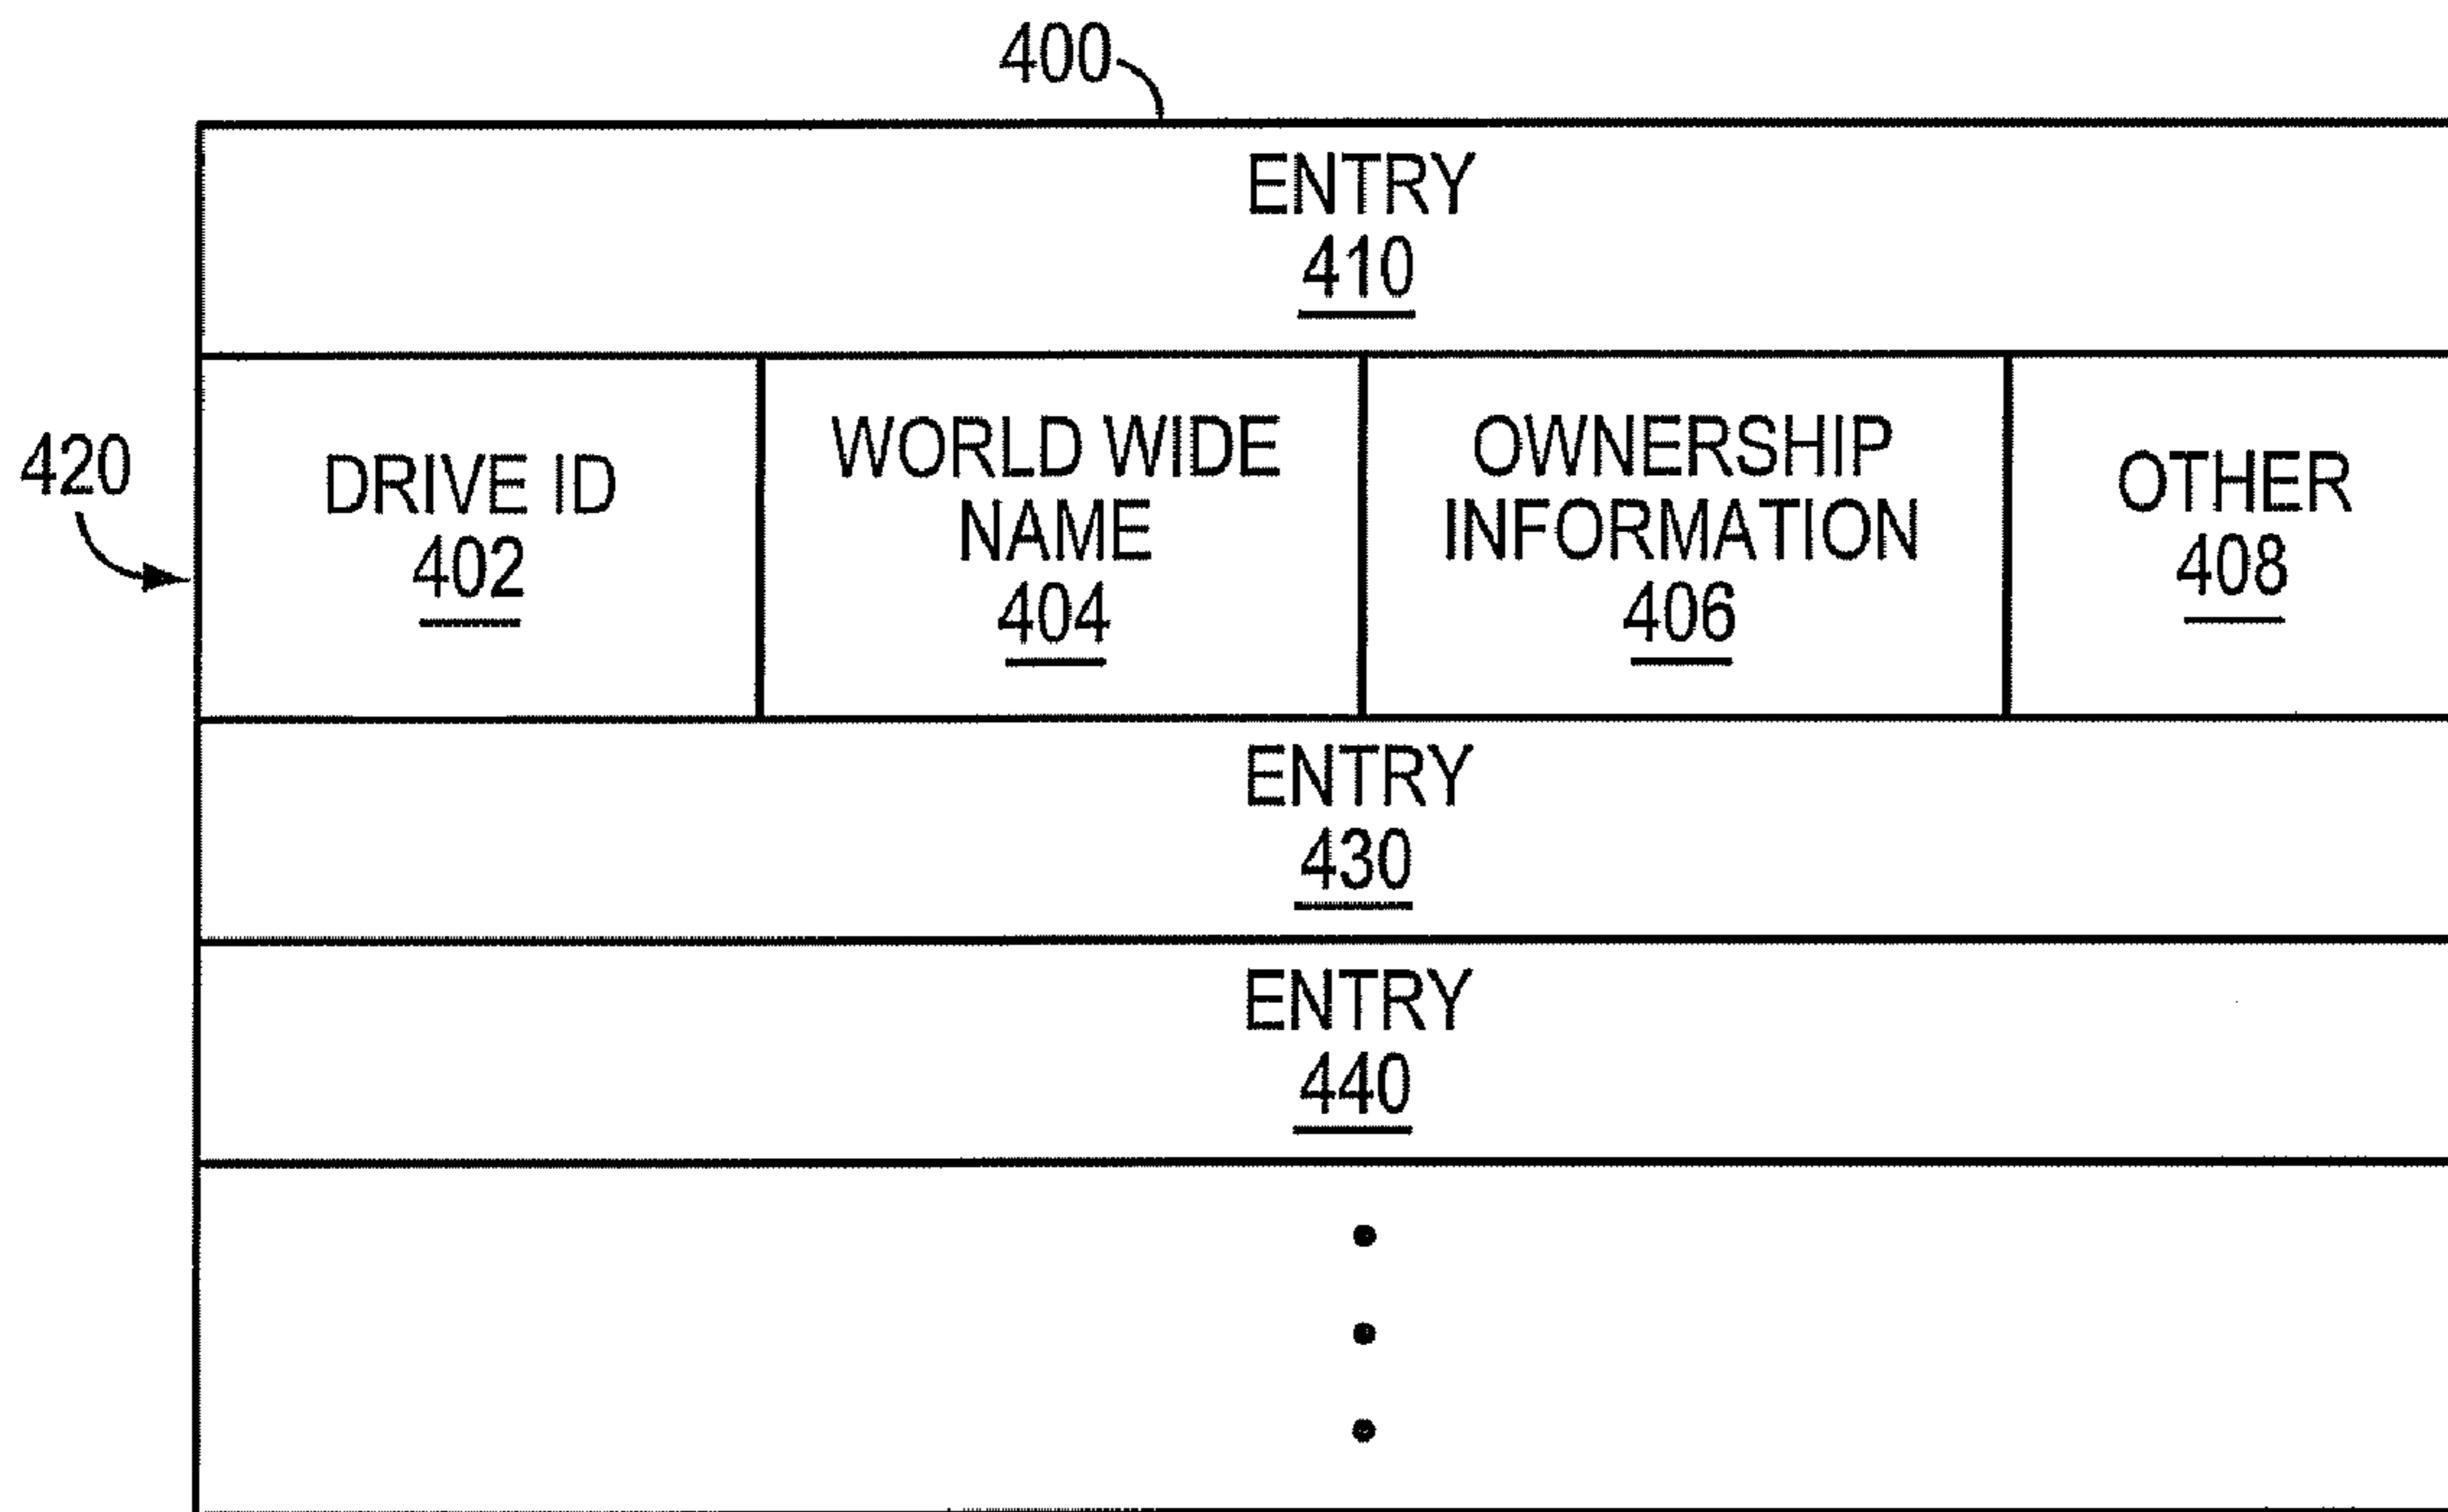 400
ENTRY
410
420
DRIVE ID
402
WORLD WIDE
NAME
404
OWNERSHIP
INFORMATION
406
OTHER
408
ENTRY
430
ENTRY
440